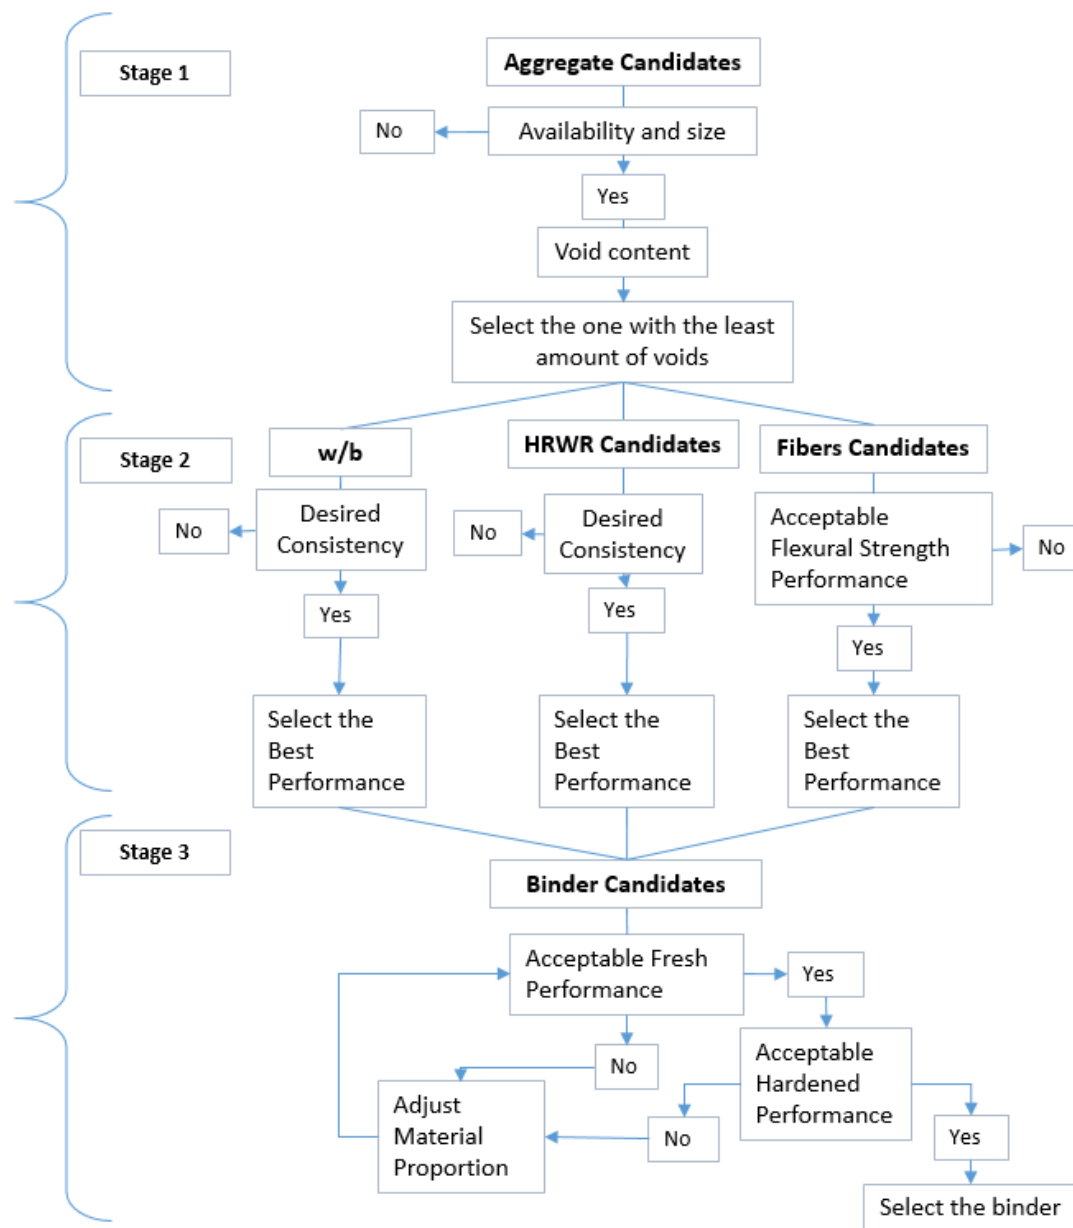 Stage 1
Aggregate Candidates
No
Availability and size
Yes
Void content
Select the one with the least
amount of voids
Stage 2
w/b
HRWR Candidates
Fibers Candidates
No
Desired
Consistency
No
Desired
Consistency
Acceptable
Flexural Strength
Performance
No
Yes
Yes
Yes
Select the
Best
Performance
Select the
Best
Performance
Select the
Best
Performance
Stage 3
Binder Candidates
Acceptable Fresh
Performance
Yes
No
Acceptable
Hardened
Performance
Adjust
Material
Proportion
No
Yes
Select the binder